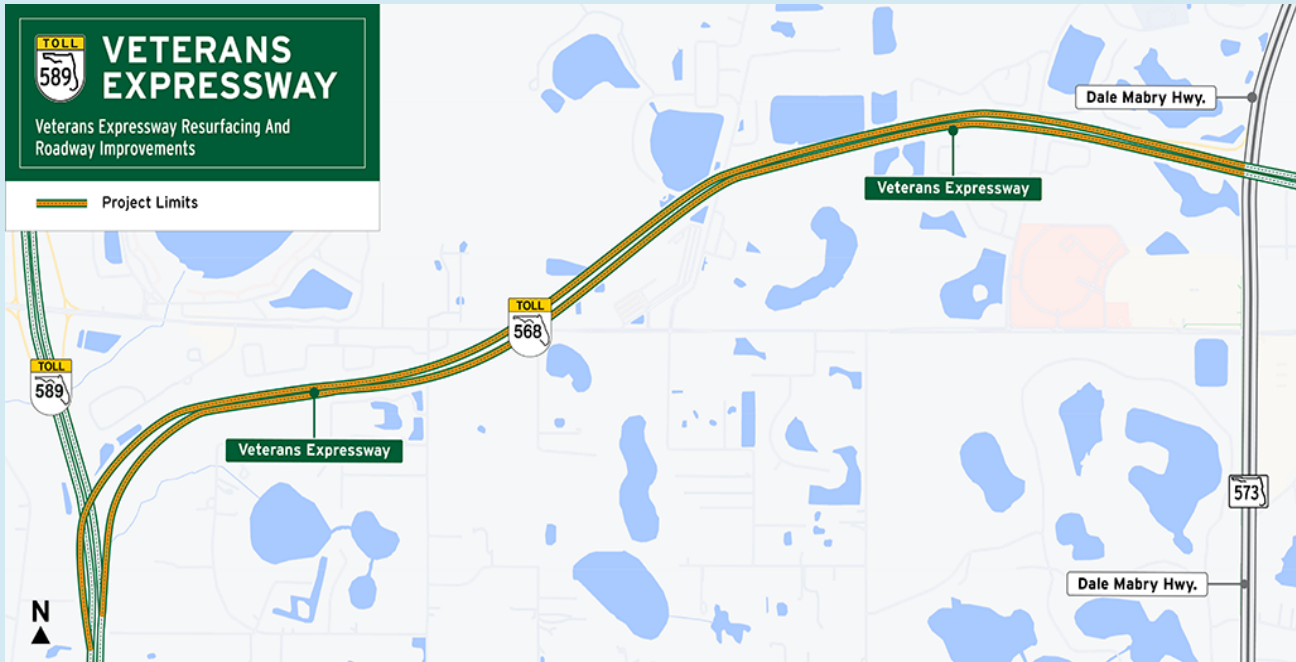 TOLL
589
VETERANS
EXPRESSWAY
Veterans Expressway Resurfacing And
Roadway Improvements
Project Limits
Dale Mabry Hwy.
Veterans Expressway
TOLL
568
TOLL
589
Veterans Expressway
573
Dale Mabry Hwy.
N